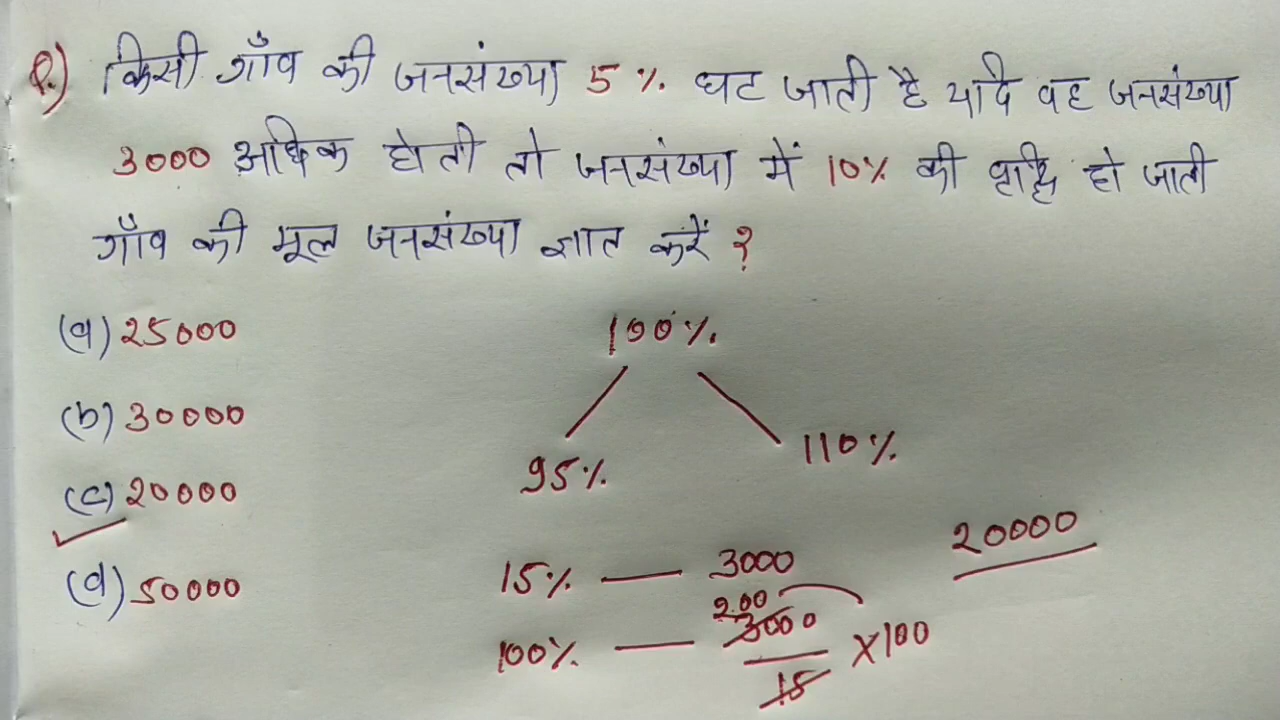 Q.) किसी गाँव की जनसंख्या 5 % घट जाती है यदि वह जनसंख्या
3000 अधिक होती तो जनसंख्या में 10% की वृद्धि हो जाती
गाँव की मूल जनसंख्या ज्ञात करें ?
(a) 25000
(b) 30000
(c) 20000
(d) 50000
100%
95%
110%
15% — 3000
200
100% — 3000 × 100
15
20000